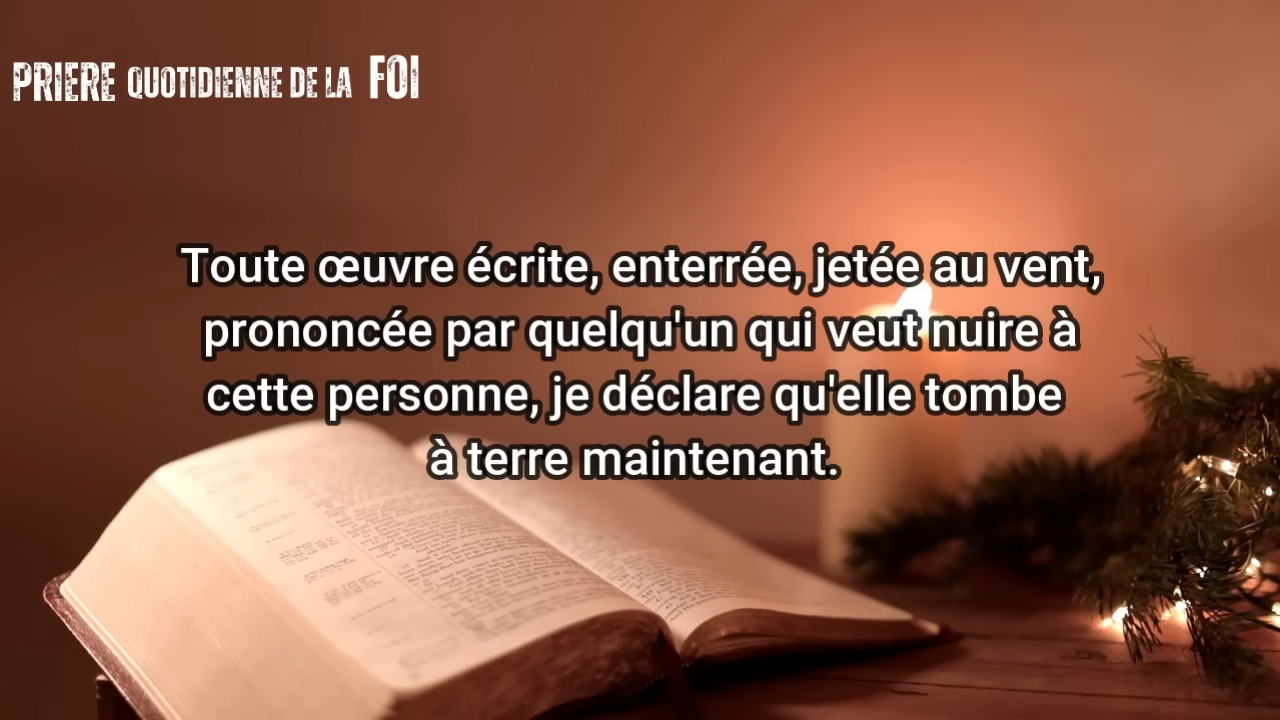 PRIERE QUOTIDIENNE DE LA FOI
Toute œuvre écrite, enterrée, jetée au vent,
prononcée par quelqu'un qui veut nuire à
cette personne, je déclare qu'elle tombe
à terre maintenant.